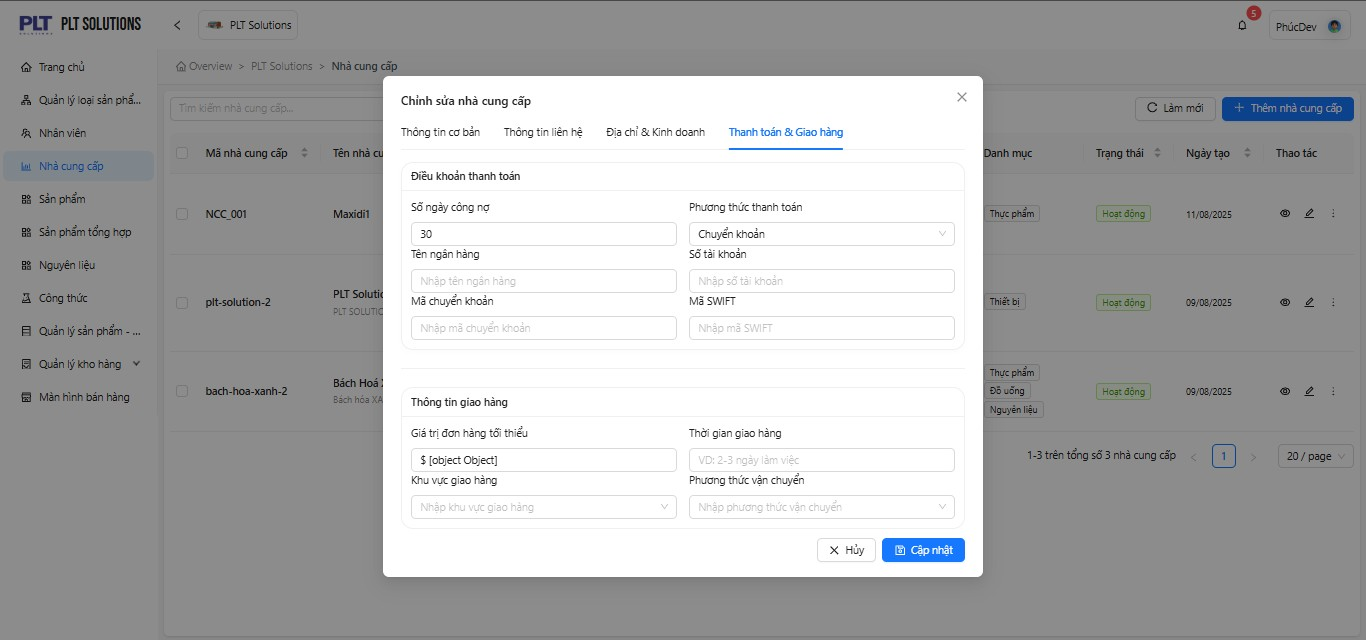 PLT SOLUTIONS
PLT Solutions
5
PhúcDev
Trang chủ
Quản lý loại sản phẩ...
Nhân viên
Nhà cung cấp
Sản phẩm
Sản phẩm tổng hợp
Nguyên liệu
Công thức
Quản lý sản phẩm - ...
Quản lý kho hàng
Màn hình bán hàng
Overview > PLT Solutions > Nhà cung cấp
Tìm kiếm nhà cung cấp...
Làm mới
Thêm nhà cung cấp
Mã nhà cung cấp Tên nhà cu Danh mục Trạng thái Ngày tạo Thao tác
NCC_001 Maxidi1 Thực phẩm Hoạt động 11/08/2025
plt-solution-2 PLT Solutio Thiết bị Hoạt động 09/08/2025
PLT SOLUTIO
bach-hoa-xanh-2 Bách Hoá Thực phẩm Hoạt động 09/08/2025
Bách hóa XA Đồ uống
Nguyên liệu
1-3 trên tổng số 3 nhà cung cấp
1
20 / page
Chỉnh sửa nhà cung cấp
Thông tin cơ bản Thông tin liên hệ Địa chỉ & Kinh doanh Thanh toán & Giao hàng
Điều khoản thanh toán
Số ngày công nợ Phương thức thanh toán
30 Chuyển khoản
Tên ngân hàng Số tài khoản
Nhập tên ngân hàng Nhập số tài khoản
Mã chuyển khoản Mã SWIFT
Nhập mã chuyển khoản Nhập mã SWIFT
Thông tin giao hàng
Giá trị đơn hàng tối thiểu Thời gian giao hàng
$ [object Object] VD: 2-3 ngày làm việc
Khu vực giao hàng Phương thức vận chuyển
Nhập khu vực giao hàng Nhập phương thức vận chuyển
Hủy
Cập nhật